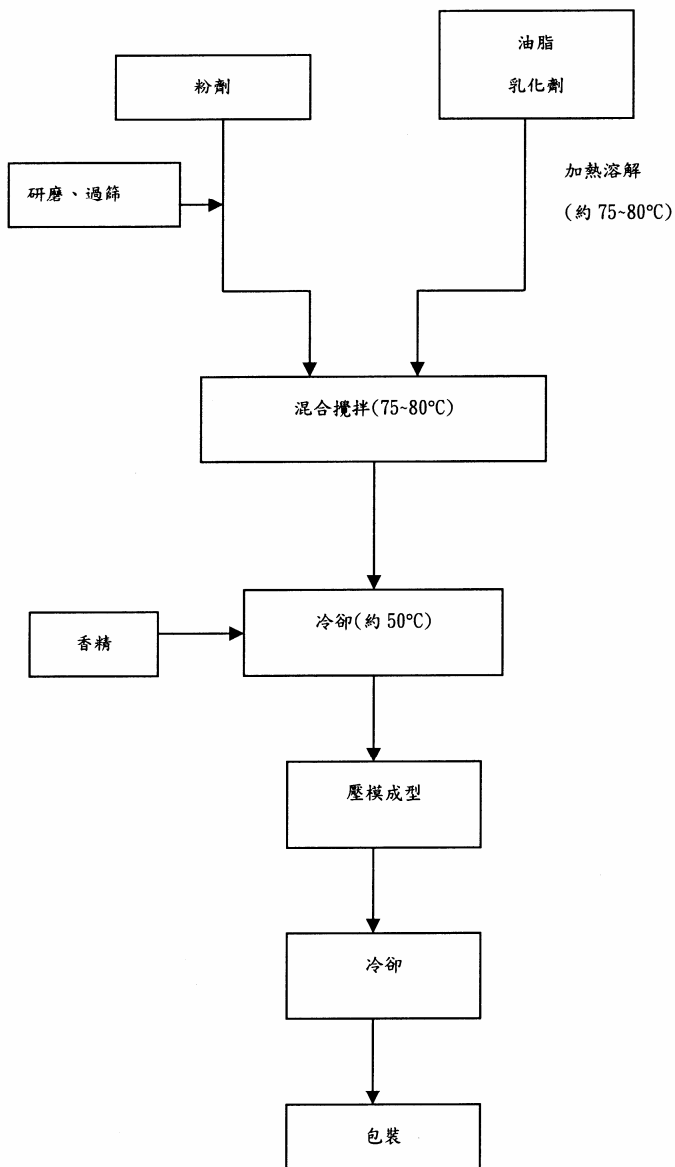 油脂
乳化劑
粉劑
加熱溶解
(約 75~80°C)
研磨、過篩
混合攪拌(75~80°C)
冷卻(約 50°C)
香精
壓模成型
冷卻
包裝